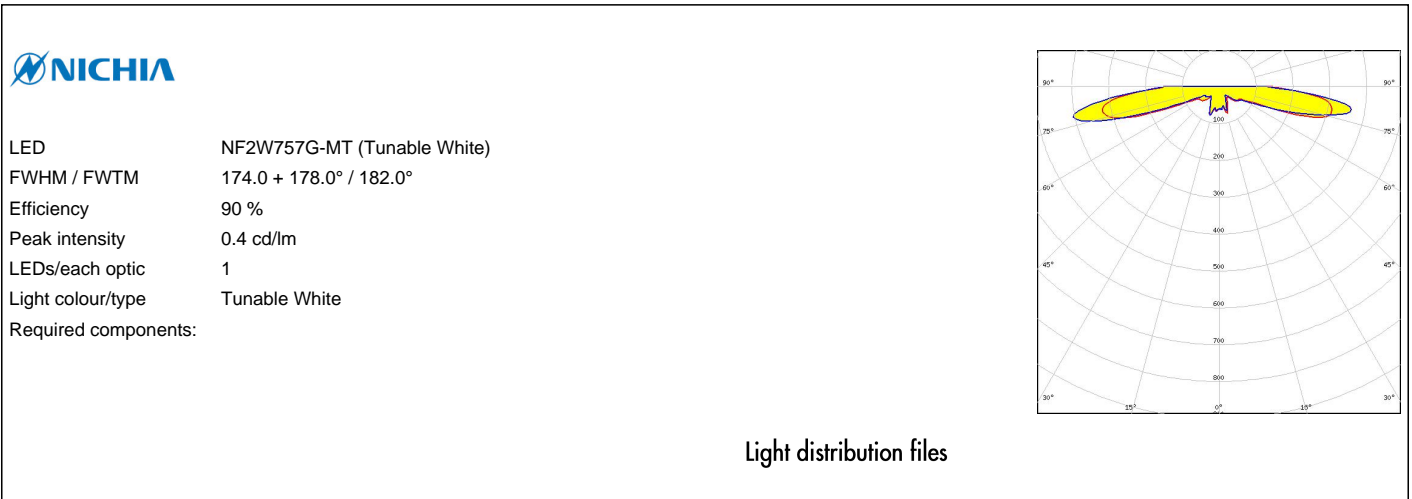 NICHIA
LED NF2W757G-MT (Tunable White)
FWHM / FWTM 174.0 + 178.0° / 182.0°
Efficiency 90 %
Peak intensity 0.4 cd/lm
LEDs/each optic 1
Light colour/type Tunable White
Required components:
90° 90°
75° 100 75°
200
60° 300 60°
400
45° 500 45°
600
700
800
30° 15° 0° 10° 30°
Light distribution files